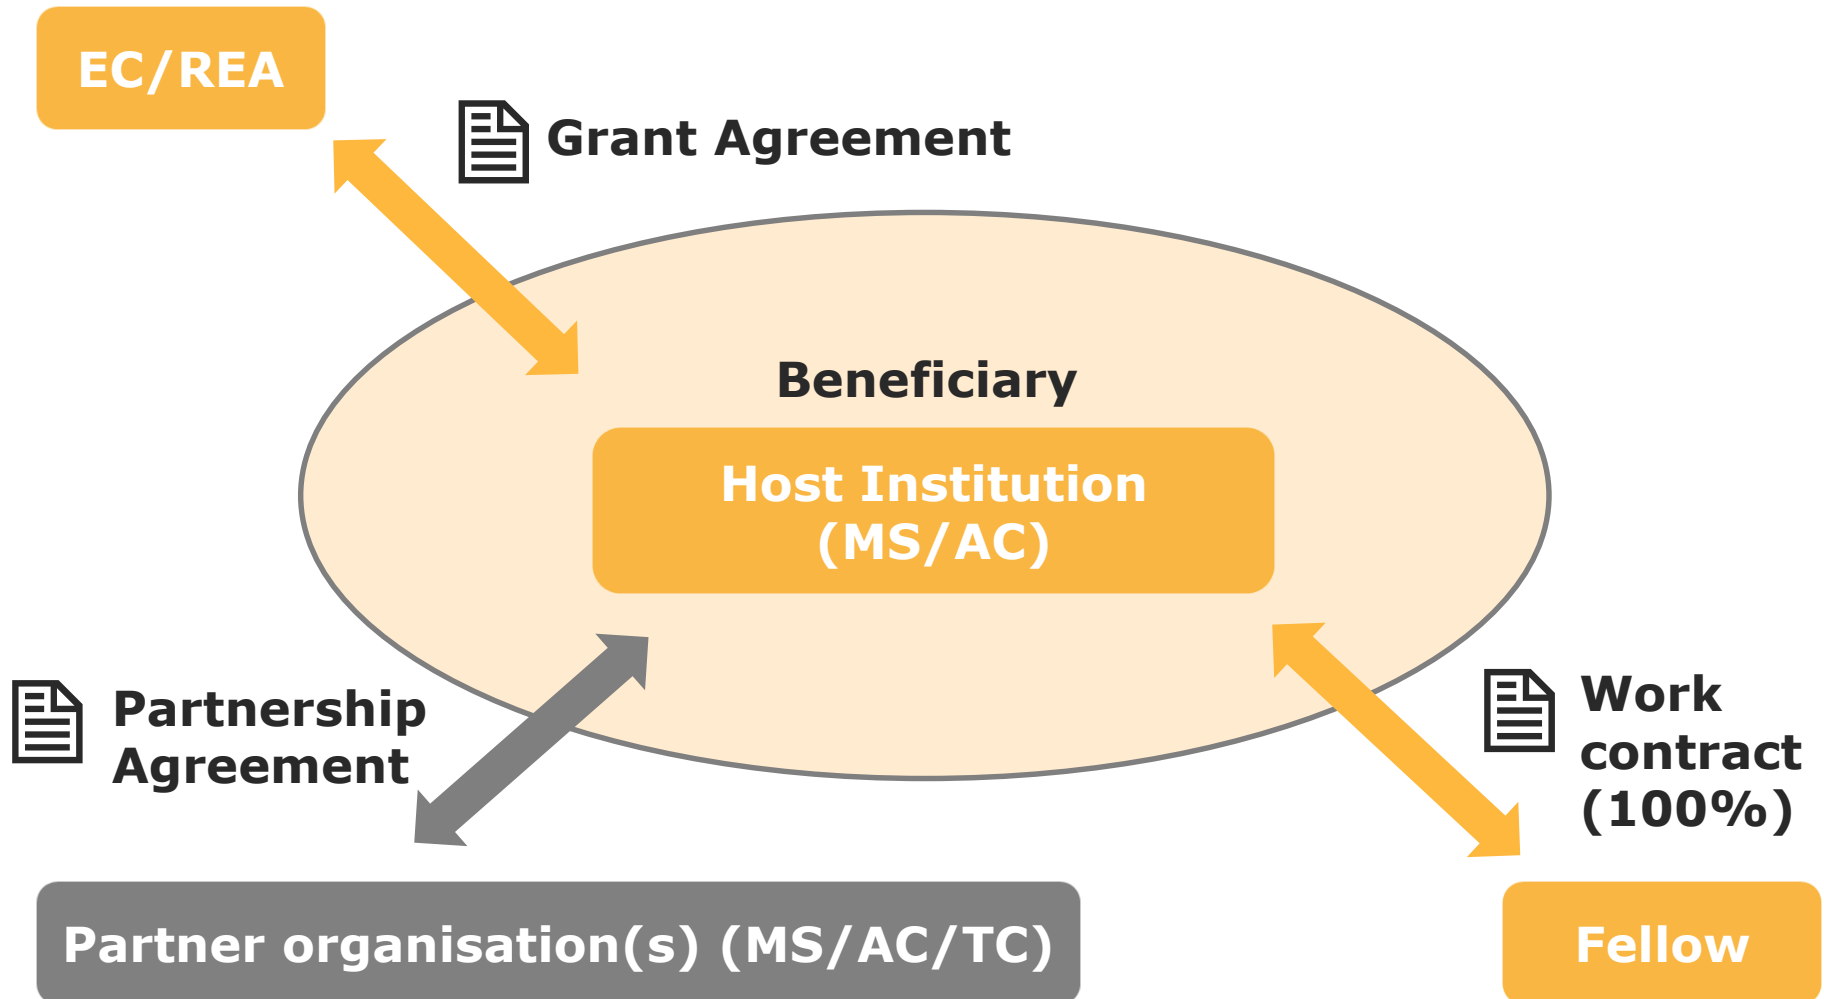 EC/REA
Grant Agreement
Beneficiary
Host Institution
(MS/AC)
Partnership
Agreement
Work
contract
(100%)
Partner organisation(s) (MS/AC/TC)
Fellow